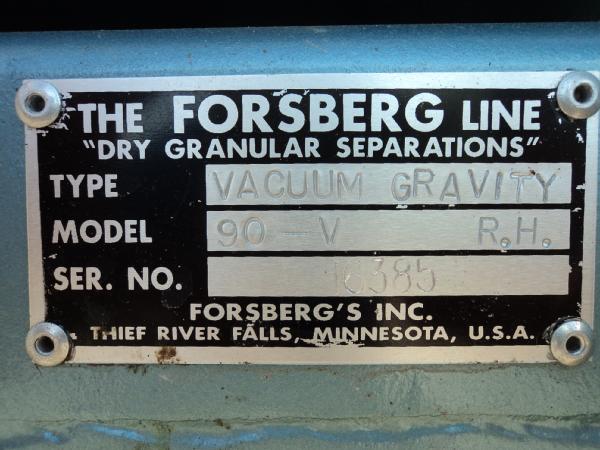 THE FORSBERG LINE
"DRY GRANULAR SEPARATIONS"
TYPE VACUUM GRAVITY
MODEL 90-V R.H.
SER. NO. 16385
FORSBERG'S INC.
THIEF RIVER FALLS, MINNESOTA, U.S.A.